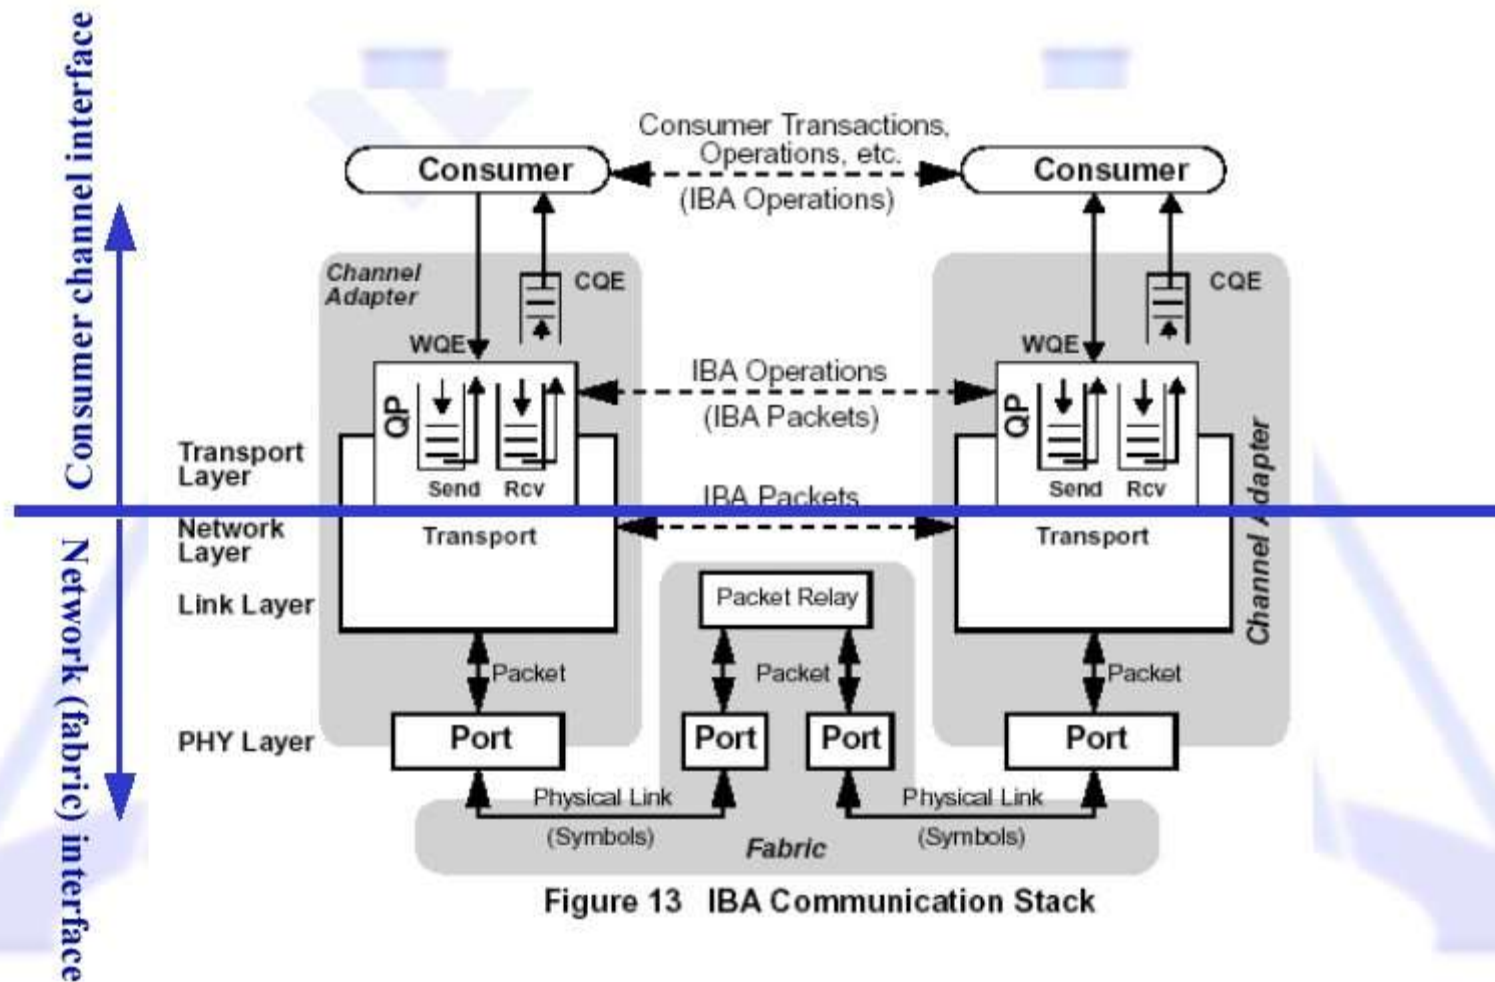 Consumer channel interface
Network (fabric) interface
Consumer Transactions,
Operations, etc.
(IBA Operations)
Consumer
Consumer
Channel
Adapter
CQE
CQE
WQE
WQE
IBA Operations
(IBA Packets)
QP
QP
Transport
Layer
Send Rcv
Send Rcv
IBA Packets
Network
Layer
Transport
Transport
Channel Adapter
Link Layer
Packet Relay
Packet
Packet
Packet
PHY Layer
Port
Port
Port
Port
Physical Link
(Symbols)
Physical Link
(Symbols)
Fabric
Figure 13 IBA Communication Stack